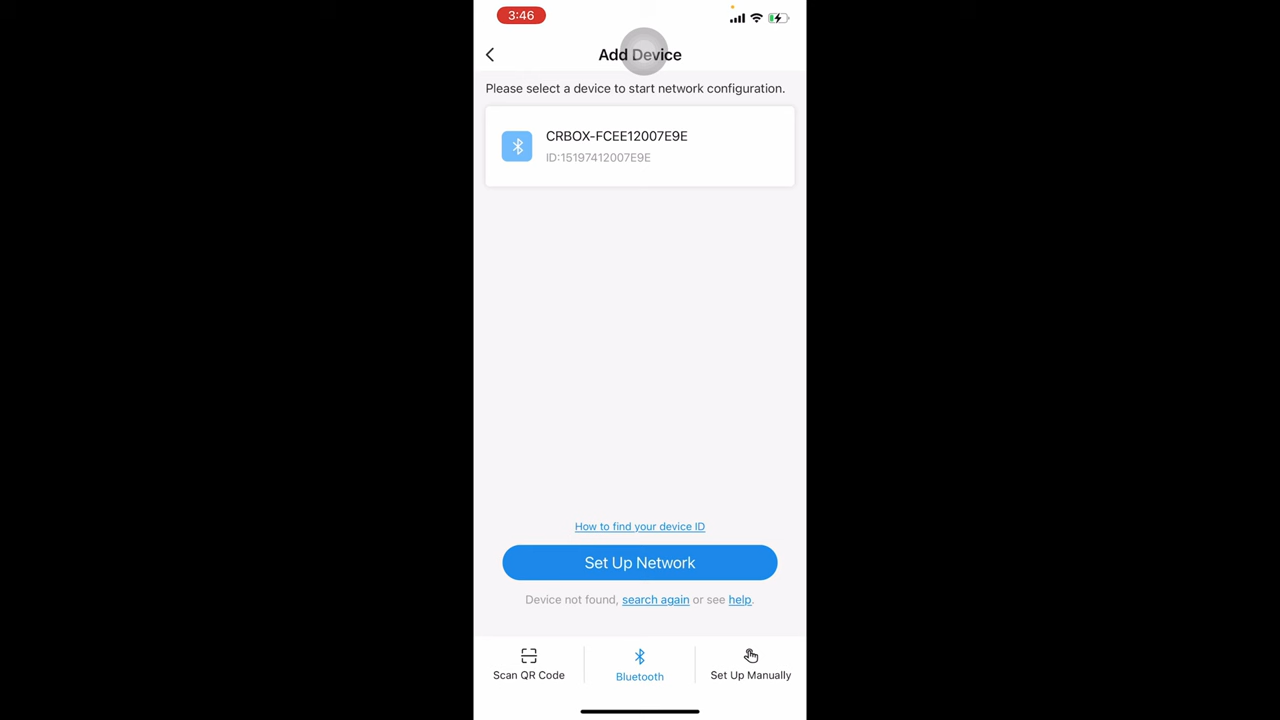 3:46
Add Device
Please select a device to start network configuration.
CRBOX-FCEE12007E9E
ID:15197412007E9E
How to find your device ID
Set Up Network
Device not found, search again or see help.
Scan QR Code
Bluetooth
Set Up Manually